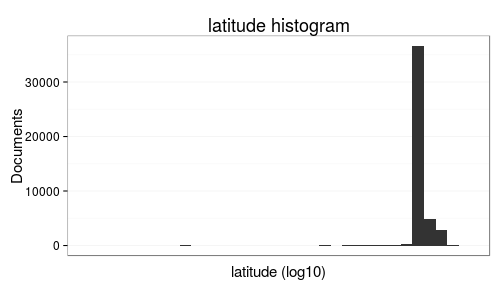 latitude histogram
Documents
30000
20000
10000
0
latitude (log10)